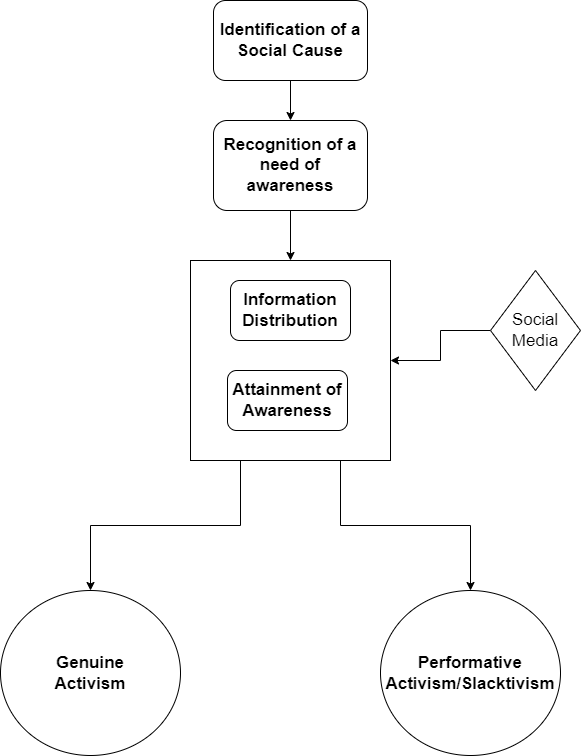 Identification of a
Social Cause
Recognition of a
need of
awareness
Information
Distribution
Social
Media
Attainment of
Awareness
Genuine
Activism
Performative
Activism/Slacktivism